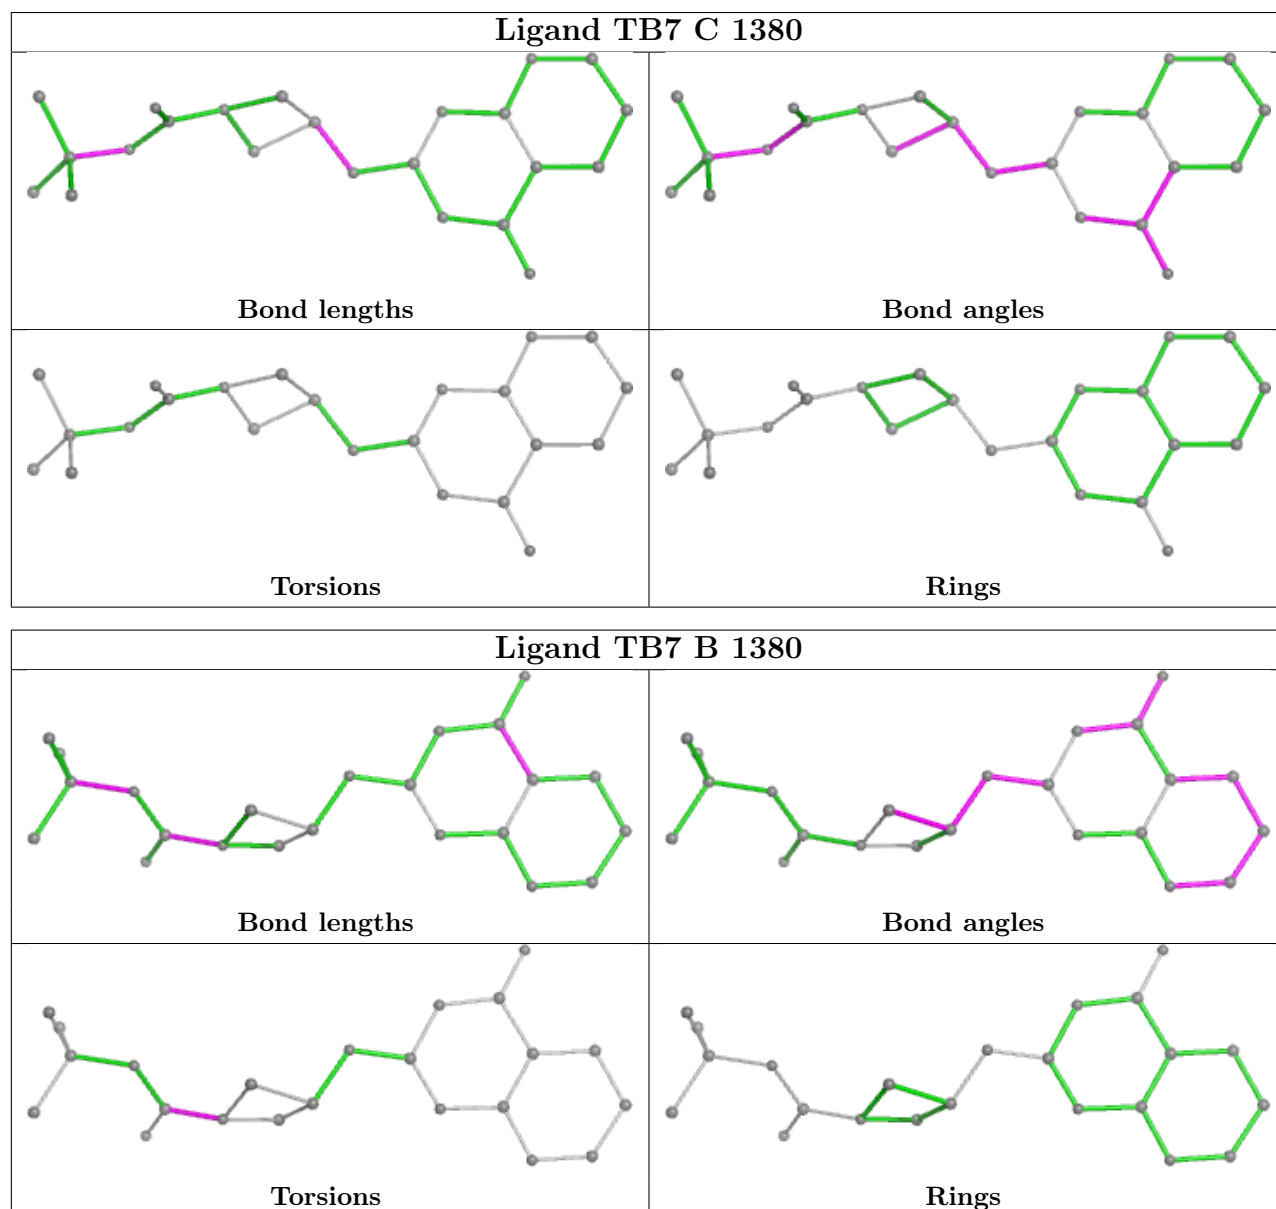 Ligand TB7 C 1380
Bond lengths
Bond angles
Torsions
Rings
Ligand TB7 B 1380
Bond lengths
Bond angles
Torsions
Rings